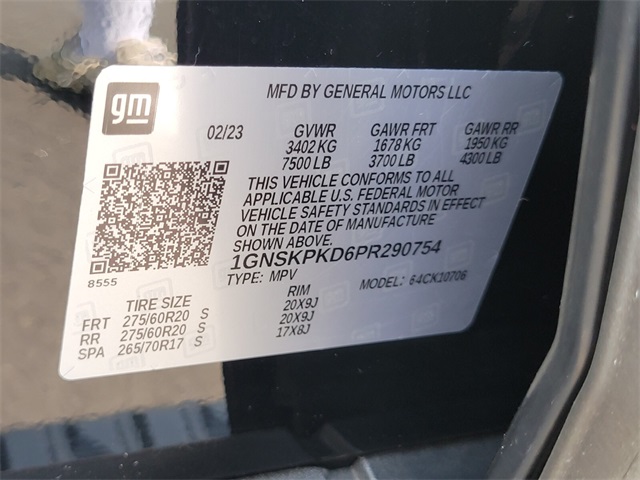 gm
MFD BY GENERAL MOTORS LLC
02/23 GVWR GAWR FRT GAWR RR
3402 KG 1678 KG 1950 KG
7500 LB 3700 LB 4300 LB
THIS VEHICLE CONFORMS TO ALL
APPLICABLE U.S. FEDERAL MOTOR
VEHICLE SAFETY STANDARDS IN EFFECT
ON THE DATE OF MANUFACTURE
SHOWN ABOVE.
1GNSKPKD6PR290754
8555
TYPE: MPV MODEL: 64CK10706
TIRE SIZE RIM
FRT 275/60R20 S 20X9J
RR 275/60R20 S 20X9J
SPA 265/70R17 S 17X8J